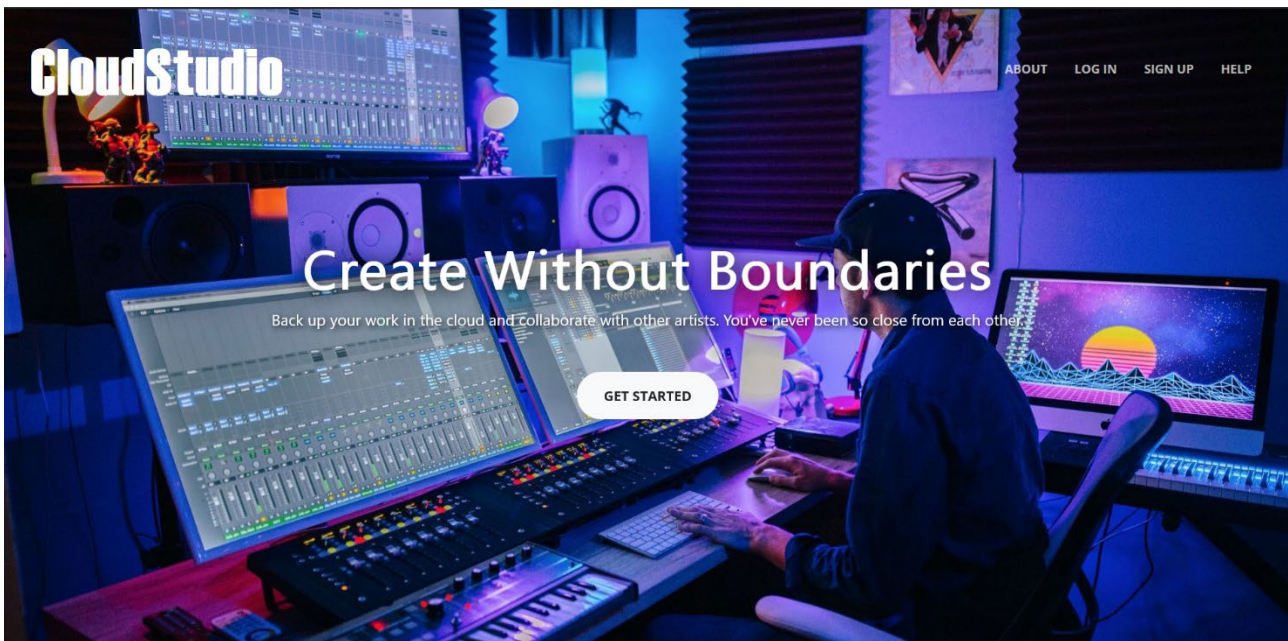 CloudStudio
ABOUT LOG IN SIGN UP HELP
Create Without Boundaries
Back up your work in the cloud and collaborate with other artists. You've never been so close from each other.
GET STARTED